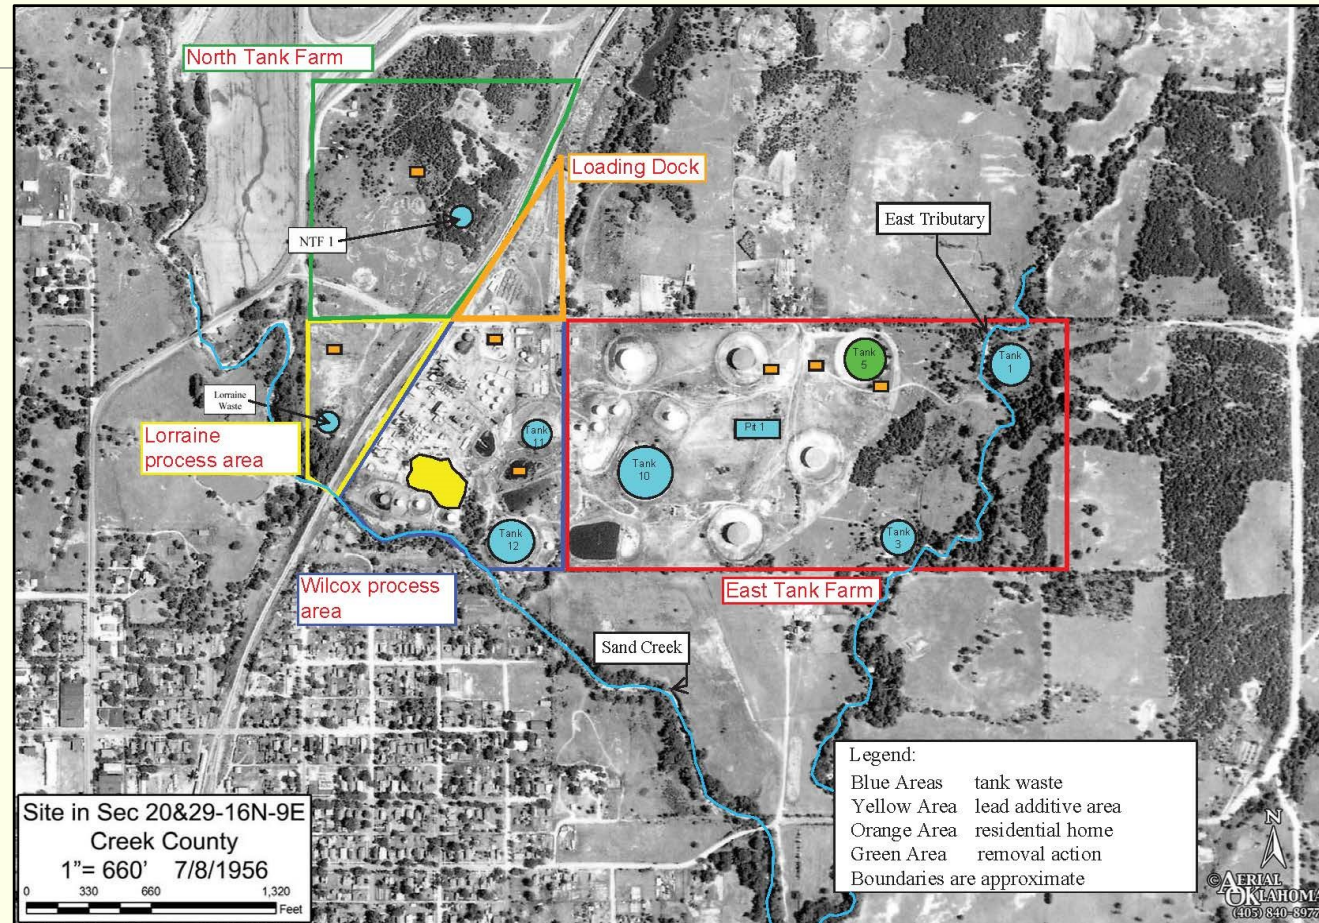 North Tank Farm
Loading Dock
East Tributary
NTF 1
Tank
5
Tank
1
Lorraine
Waste
Pit 1
Lorraine
process area
Tank
11
Tank
10
Tank
12
Tank
3
Wilcox process
area
East Tank Farm
Sand Creek
Legend:
Blue Areas tank waste
Yellow Area lead additive area
Orange Area residential home
Green Area removal action
Boundaries are approximate
Site in Sec 20&29-16N-9E
Creek County
1"= 660' 7/8/1956
0 330 660 1,320
Feet
N
© AERIAL
OKLAHOMA
(405) 840-8977